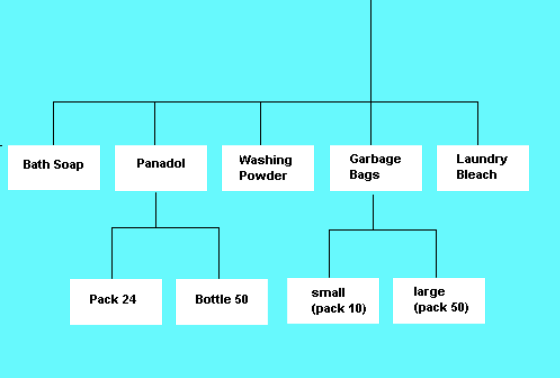 Bath Soap
Panadol
Washing
Powder
Garbage
Bags
Laundry
Bleach
Pack 24
Bottle 50
small
(pack 10)
large
(pack 50)